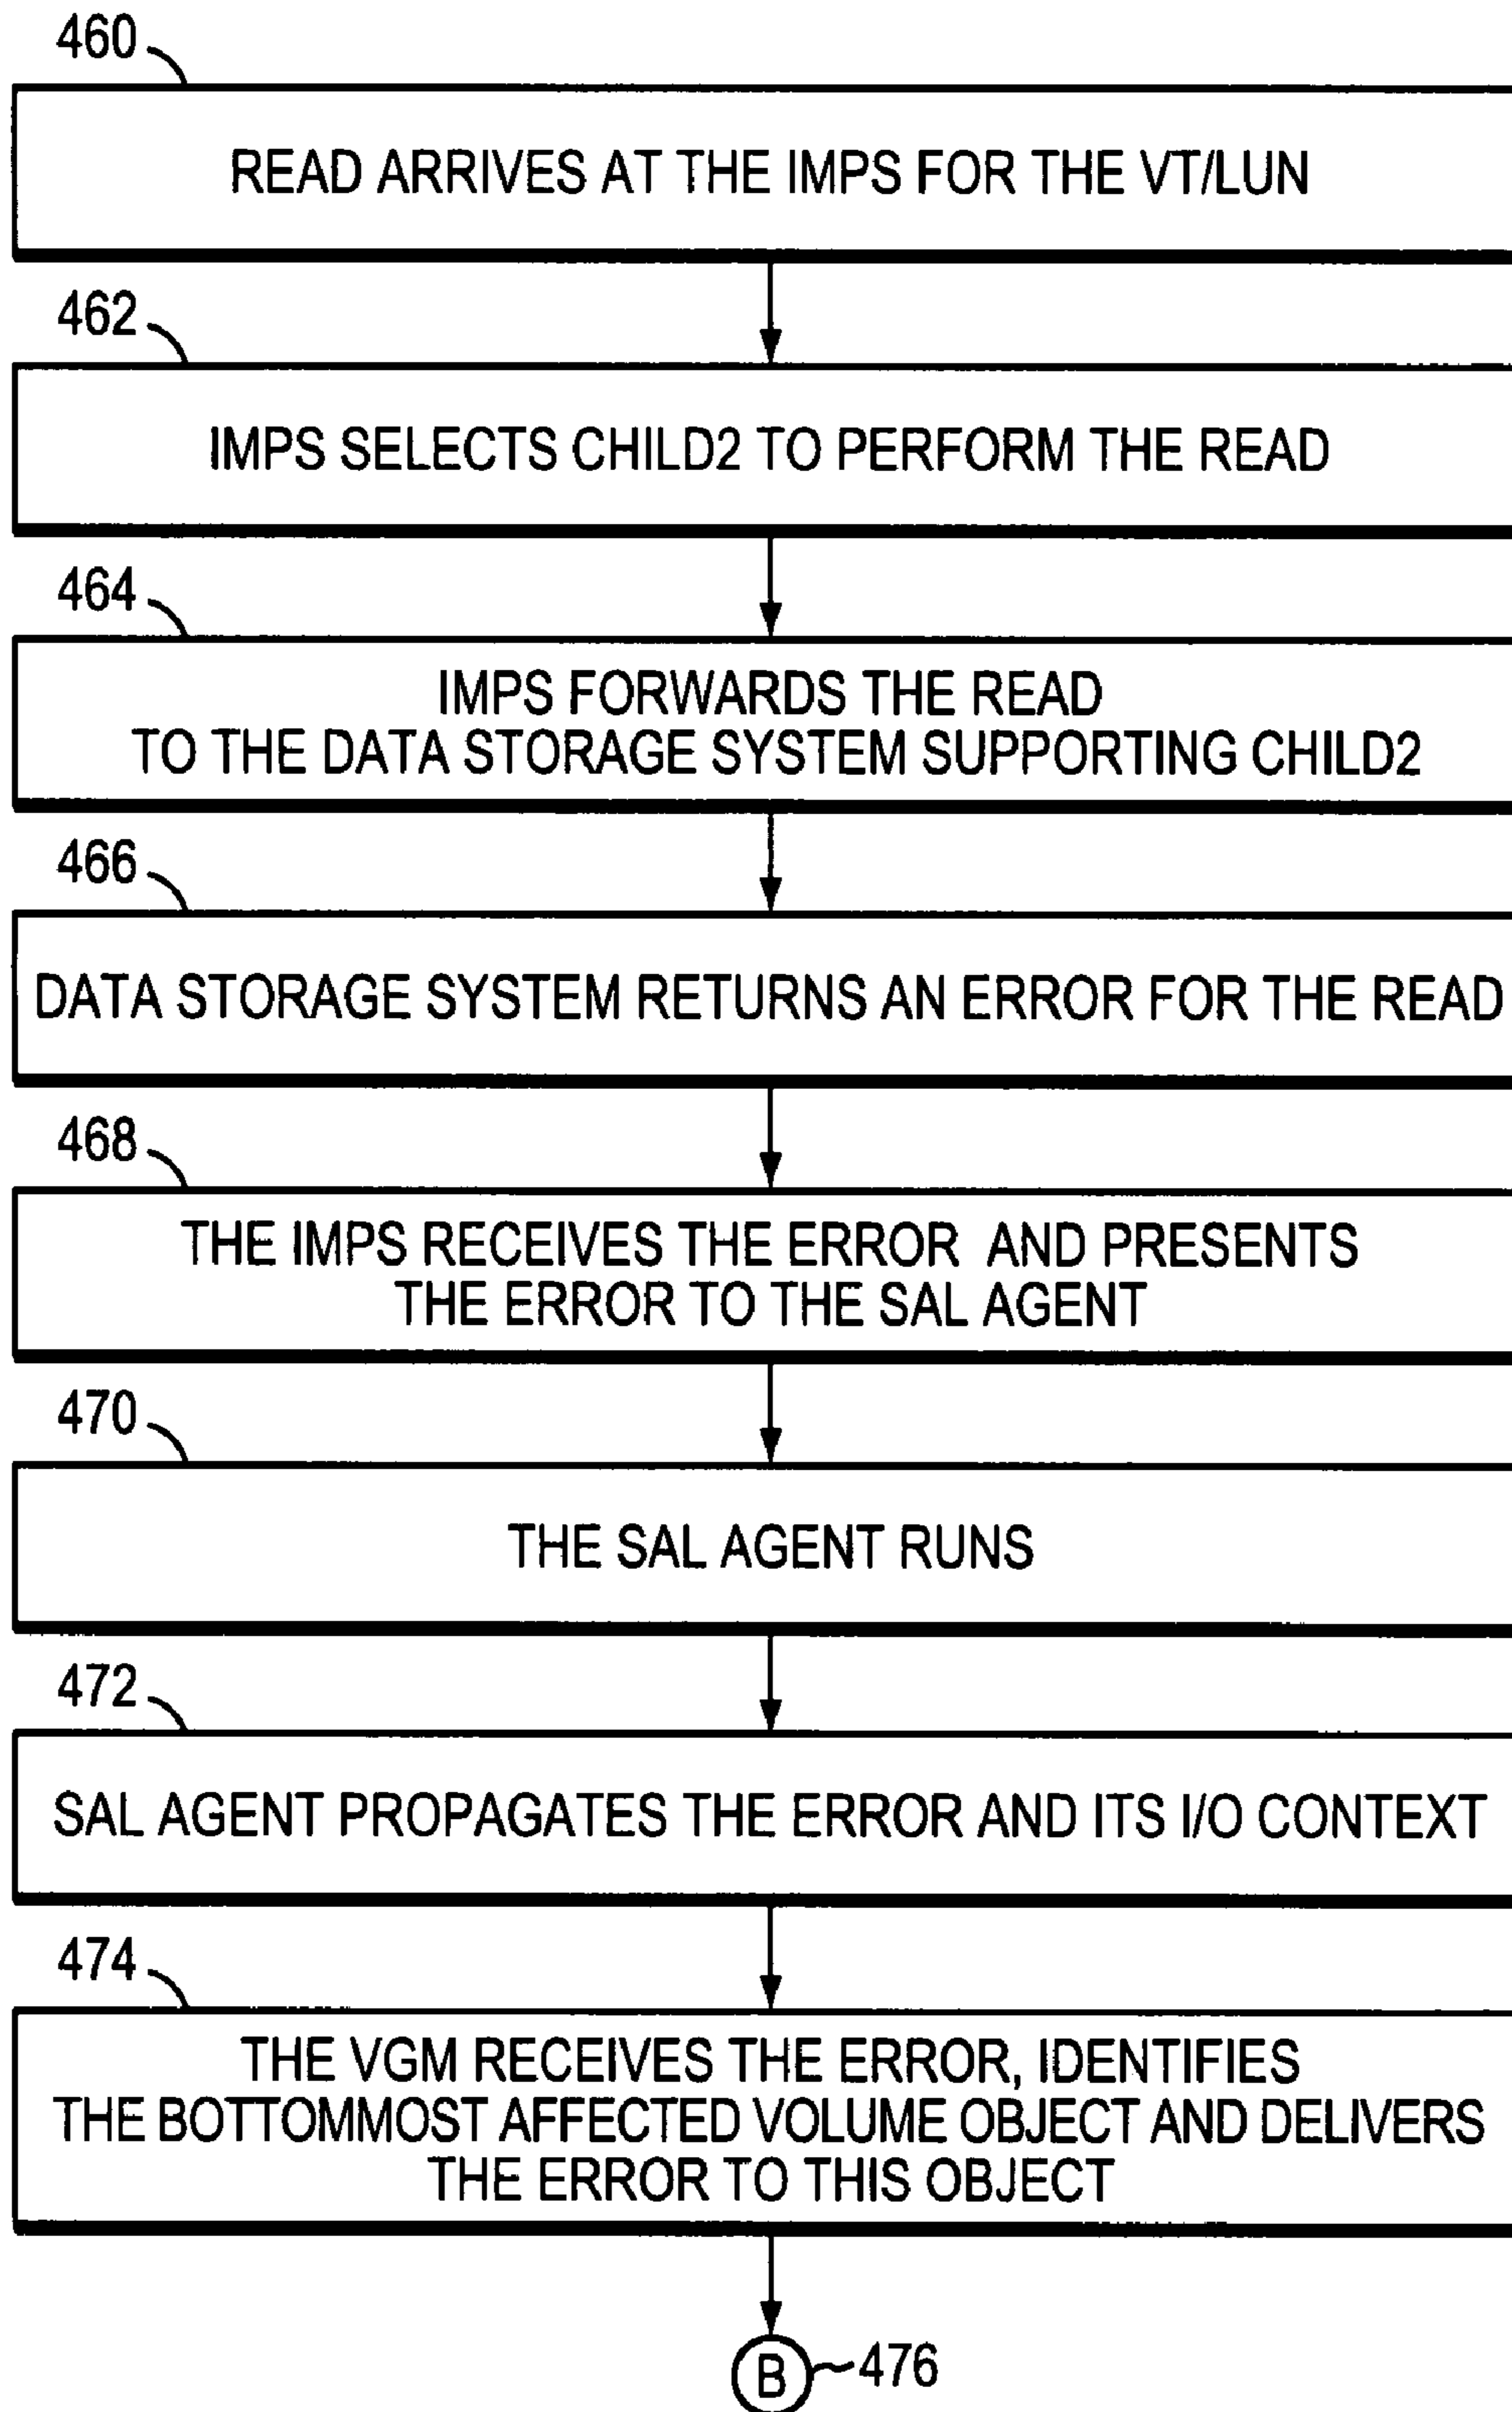 460
READ ARRIVES AT THE IMPS FOR THE VT/LUN
462
IMPS SELECTS CHILD2 TO PERFORM THE READ
464
IMPS FORWARDS THE READ
TO THE DATA STORAGE SYSTEM SUPPORTING CHILD2
466
DATA STORAGE SYSTEM RETURNS AN ERROR FOR THE READ
468
THE IMPS RECEIVES THE ERROR AND PRESENTS
THE ERROR TO THE SAL AGENT
470
THE SAL AGENT RUNS
472
SAL AGENT PROPAGATES THE ERROR AND ITS I/O CONTEXT
474
THE VGM RECEIVES THE ERROR, IDENTIFIES
THE BOTTOMMOST AFFECTED VOLUME OBJECT AND DELIVERS
THE ERROR TO THIS OBJECT
B 476